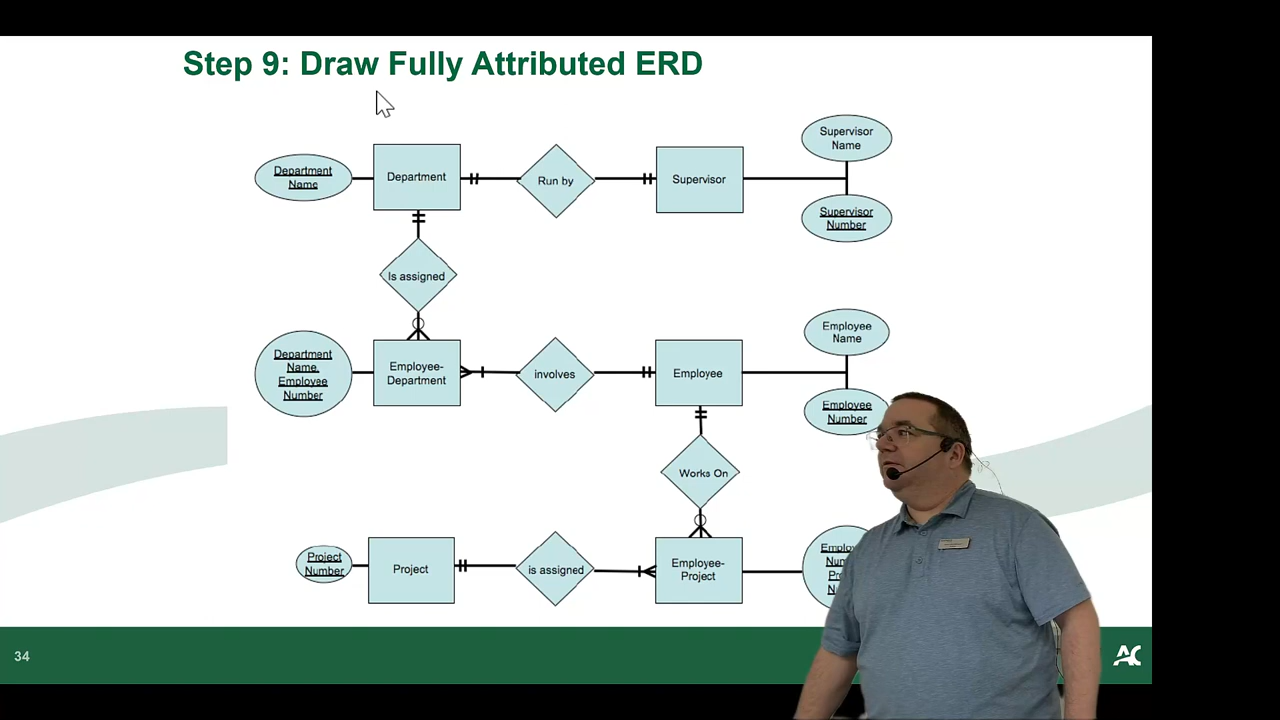 Step 9: Draw Fully Attributed ERD
Supervisor
Name
Department
Name
Department
Run by
Supervisor
Supervisor
Number
Is assigned
Employee
Name
Department
Name,
Employee
Number
Employee-
Department
involves
Employee
Employee
Number
Works On
Project
Number
Project
is assigned
Employee-
Project
34
AC